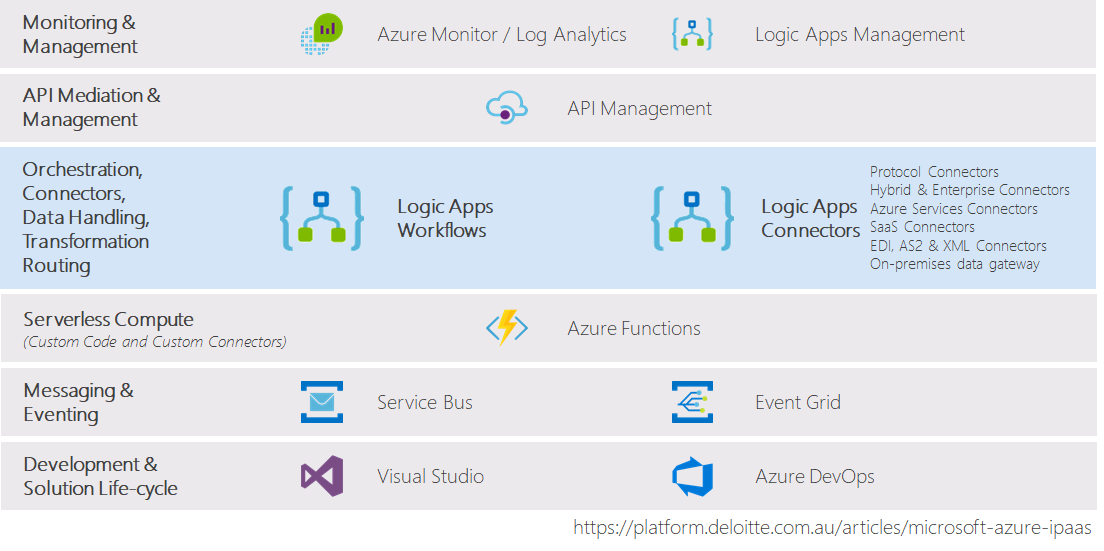 Monitoring &
Management
Azure Monitor / Log Analytics
Logic Apps Management
API Mediation &
Management
API Management
Orchestration,
Connectors,
Data Handling,
Transformation
Routing
Logic Apps
Workflows
Logic Apps
Connectors
Protocol Connectors
Hybrid & Enterprise Connectors
Azure Services Connectors
SaaS Connectors
EDI, AS2 & XML Connectors
On-premises data gateway
Serverless Compute
(Custom Code and Custom Connectors)
Azure Functions
Messaging &
Eventing
Service Bus
Event Grid
Development &
Solution Life-cycle
Visual Studio
Azure DevOps
https://platform.deloitte.com.au/articles/microsoft-azure-ipaas